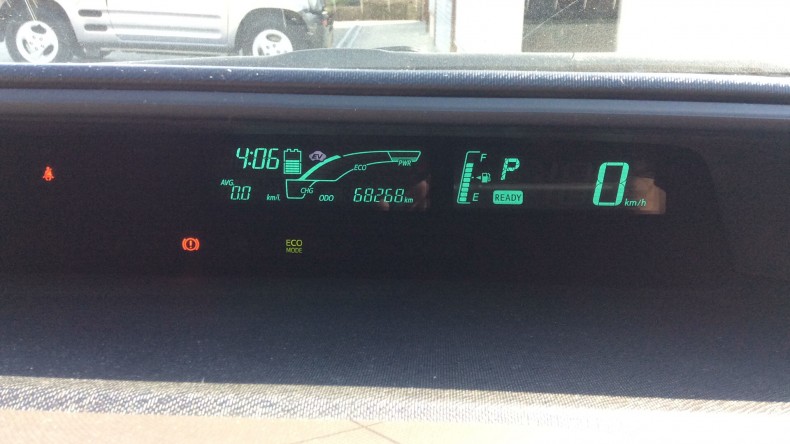 4:06 EV ECO PWR
AVG. 0.0 km/L CHG ODO 68268 km
F P
E READY 0 km/h
ECO
MODE